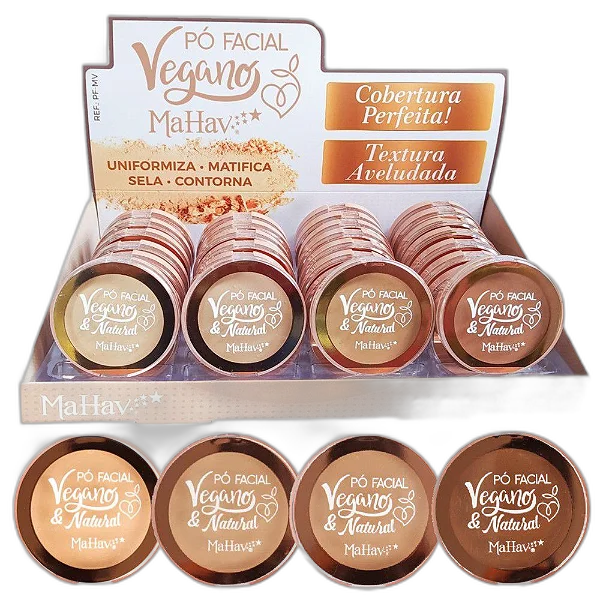 PÓ FACIAL
Vegano
MaHav
REF: PF-MV
UNIFORMIZA • MATIFICA
SELA • CONTORNA
Cobertura
Perfeita!
Textura
Aveludada
PÓ FACIAL
Vegano
& Natural
MaHav
PÓ FACIAL
Vegano
& Natural
MaHav
PÓ FACIAL
Vegano
& Natural
MaHav
PÓ FACIAL
Vegano
& Natural
MaHav
MaHav
PÓ FACIAL
Vegano
& Natural
MaHav
PÓ FACIAL
Vegano
& Natural
MaHav
PÓ FACIAL
Vegano
& Natural
MaHav
PÓ FACIAL
Vegano
& Natural
MaHav